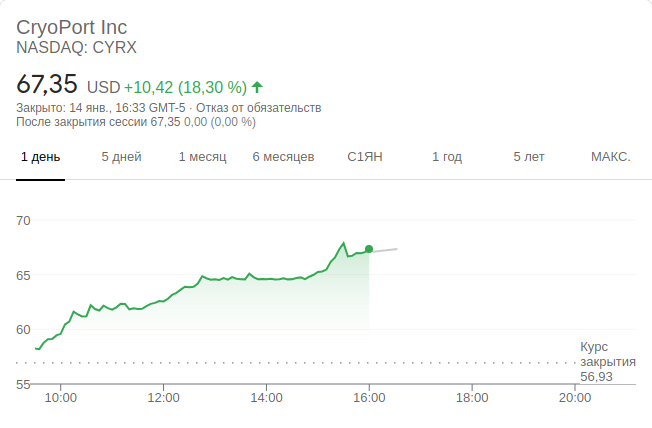 CryoPort Inc
NASDAQ: CYRX
67,35 USD +10,42 (18,30 %)
Закрыто: 14 янв., 16:33 GMT-5 · Отказ от обязательств
После закрытия сессии 67,35 0,00 (0,00 %)
1 день 5 дней 1 месяц 6 месяцев С1ЯН 1 год 5 лет МАКС.
70
65
60
Курс
закрытия
56,93
55
10:00 12:00 14:00 16:00 18:00 20:00